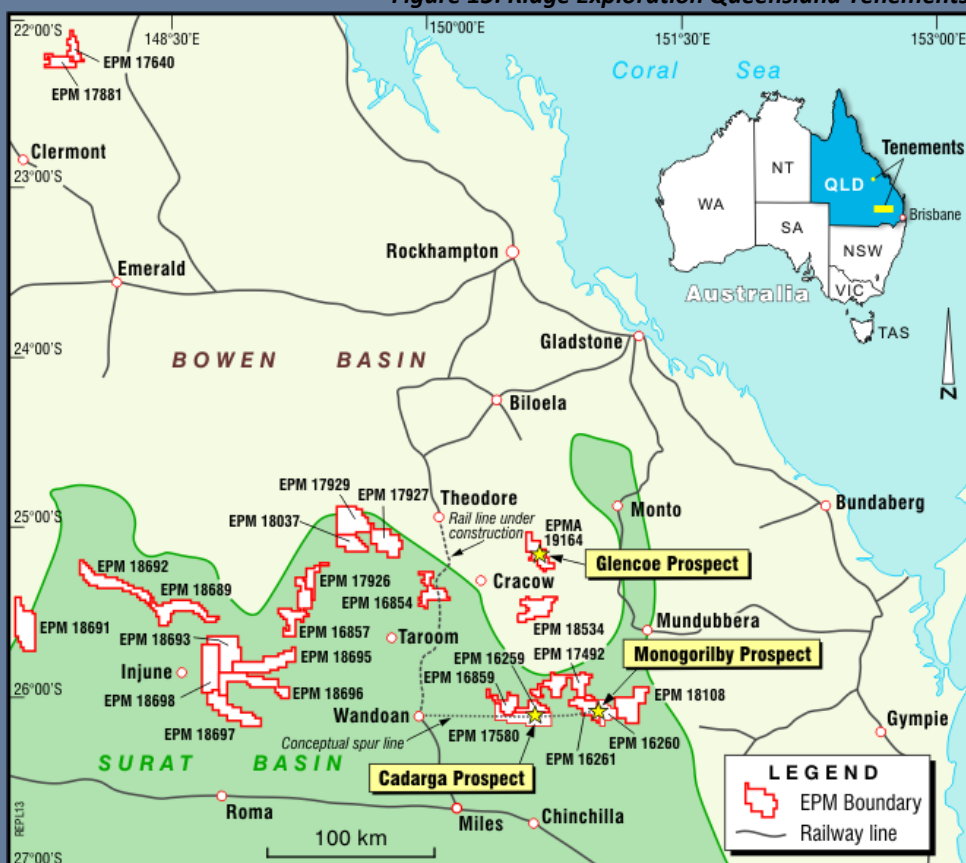 Figure 15: Ridge Exploration Queensland Tenements
22°00'S
148°30'E
150°00'E
151°30'E
153°00'E
EPM 17640
EPM 17881
Coral Sea
Clermont
23°00'S
NT
Tenements
QLD
WA
Brisbane
SA
NSW
VIC
Australia
TAS
Rockhampton
Emerald
24°00'S
Gladstone
BOWEN BASIN
N
Biloela
EPM 17929
EPM 17927
Theodore
Monto
Bundaberg
25°00'S
EPM 18037
Rail line under
construction
EPMA
19164
Glencoe Prospect
EPM 18692
EPM 18689
EPM 17926
EPM 16854
Cracow
EPM 18691
EPM 18693
EPM 16857
Taroom
EPM 18534
Mundubbera
EPM 18695
EPM 16259
EPM 17492
Monogorilby Prospect
Injune
EPM 16859
26°00'S
EPM 18698
EPM 18696
EPM 18108
Wandoan
EPM 18697
Conceptual spur line
EPM 17580
EPM 16261
EPM 16260
Gympie
SURAT BASIN
Cadarga Prospect
LEGEND
EPM Boundary
Railway line
REPL13
Roma
Miles
Chinchilla
100 km
27°00'S